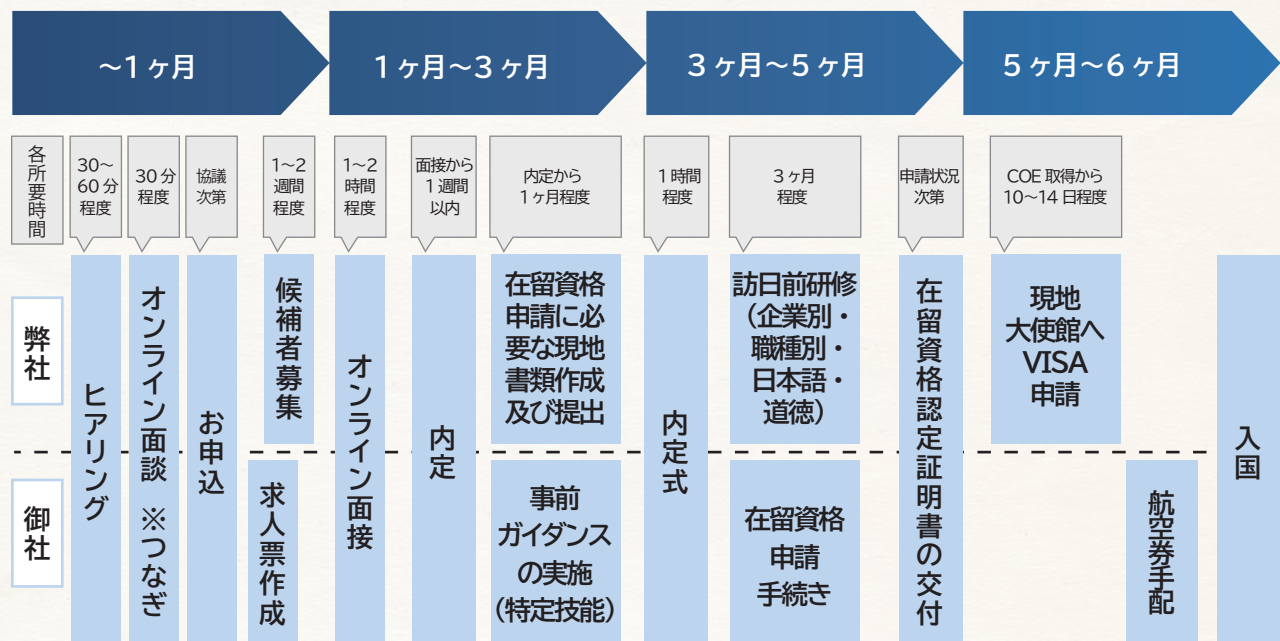 ～1ヶ月
1ヶ月～3ヶ月
3ヶ月～5ヶ月
5ヶ月～6ヶ月
各所要時間
30～
60分
程度
30分
程度
協議
次第
1～2
週間
程度
1～2
時間
程度
面接から
1週間
以内
内定から
1ヶ月程度
1時間
程度
3ヶ月
程度
申請状況
次第
COE取得から
10～14日程度
弊社
御社
ヒアリング
オンライン面談 ※つなぎ
お申込
候補者募集
求人票作成
オンライン面接
内定
在留資格
申請に必
要な現地
書類作成
及び提出
事前
ガイダンス
の実施
（特定技能）
内定式
訪日前研修
（企業別・
職種別・
日本語・
道徳）
在留資格
申請
手続き
在留資格認定証明書の交付
現地
大使館へ
VISA
申請
航空券手配
入国